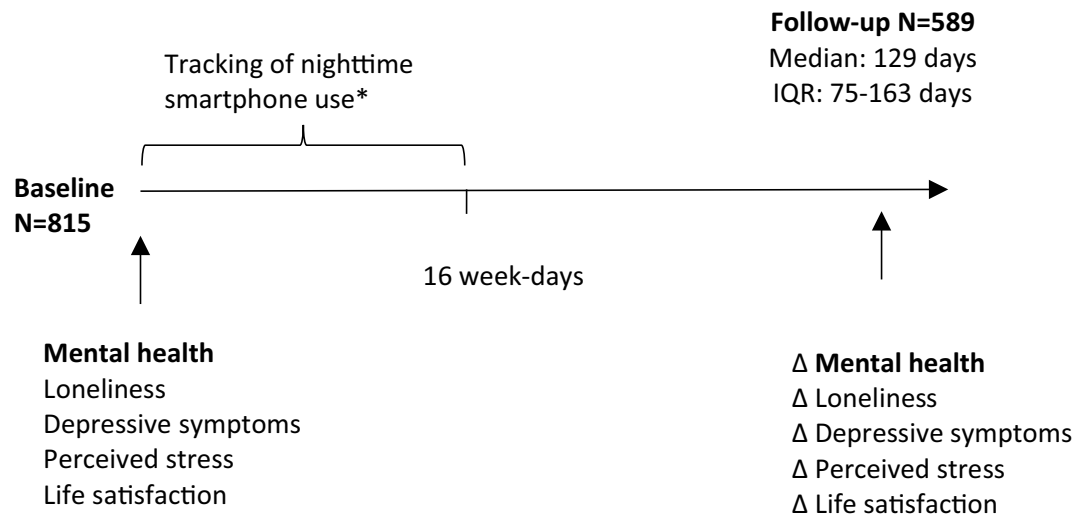 Follow-up N=589
Median: 129 days
IQR: 75-163 days
Tracking of nighttime
smartphone use*
Baseline
N=815
16 week-days
Mental health
Loneliness
Depressive symptoms
Perceived stress
Life satisfaction
Δ Mental health
Δ Loneliness
Δ Depressive symptoms
Δ Perceived stress
Δ Life satisfaction